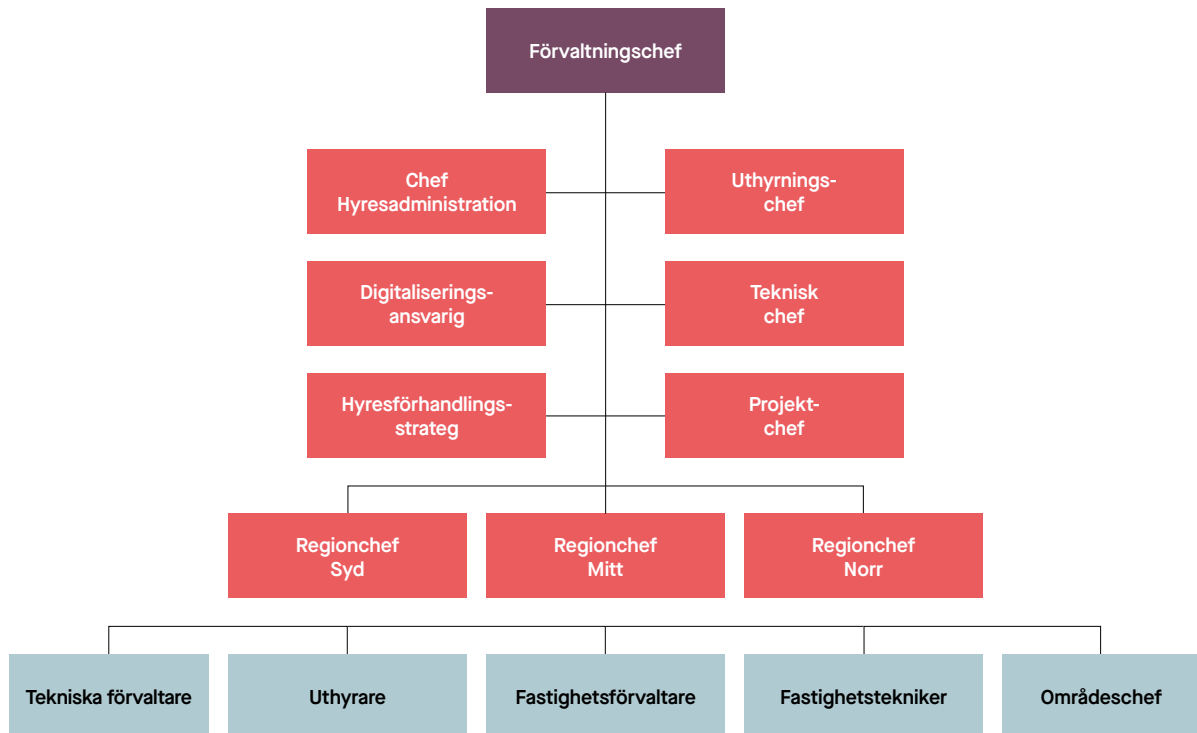 Förvaltningschef
Chef
Hyresadministration
Uthyrnings-
chef
Digitaliserings-
ansvarig
Teknisk
chef
Hyresförhandlings-
strateg
Projekt-
chef
Regionchef
Syd
Regionchef
Mitt
Regionchef
Norr
Tekniska förvaltare
Uthyrare
Fastighetsförvaltare
Fastighetstekniker
Områdeschef